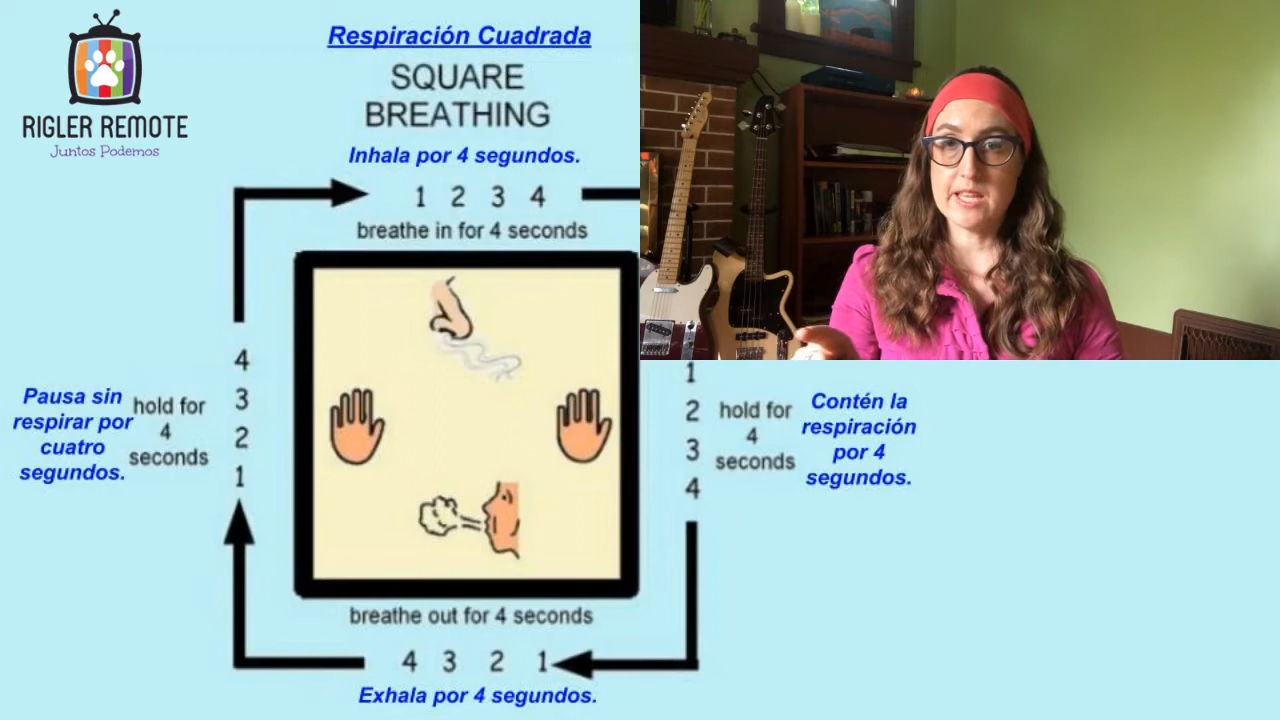 RIGLER REMOTE
Juntos Podemos
Respiración Cuadrada
SQUARE
BREATHING
Inhala por 4 segundos.
1 2 3 4
breathe in for 4 seconds
4
3
2
1
Pausa sin
respirar por
cuatro
segundos.
hold for
4
seconds
1
2
3
4
hold for
4
seconds
Contén la
respiración
por 4
segundos.
breathe out for 4 seconds
4 3 2 1
Exhala por 4 segundos.